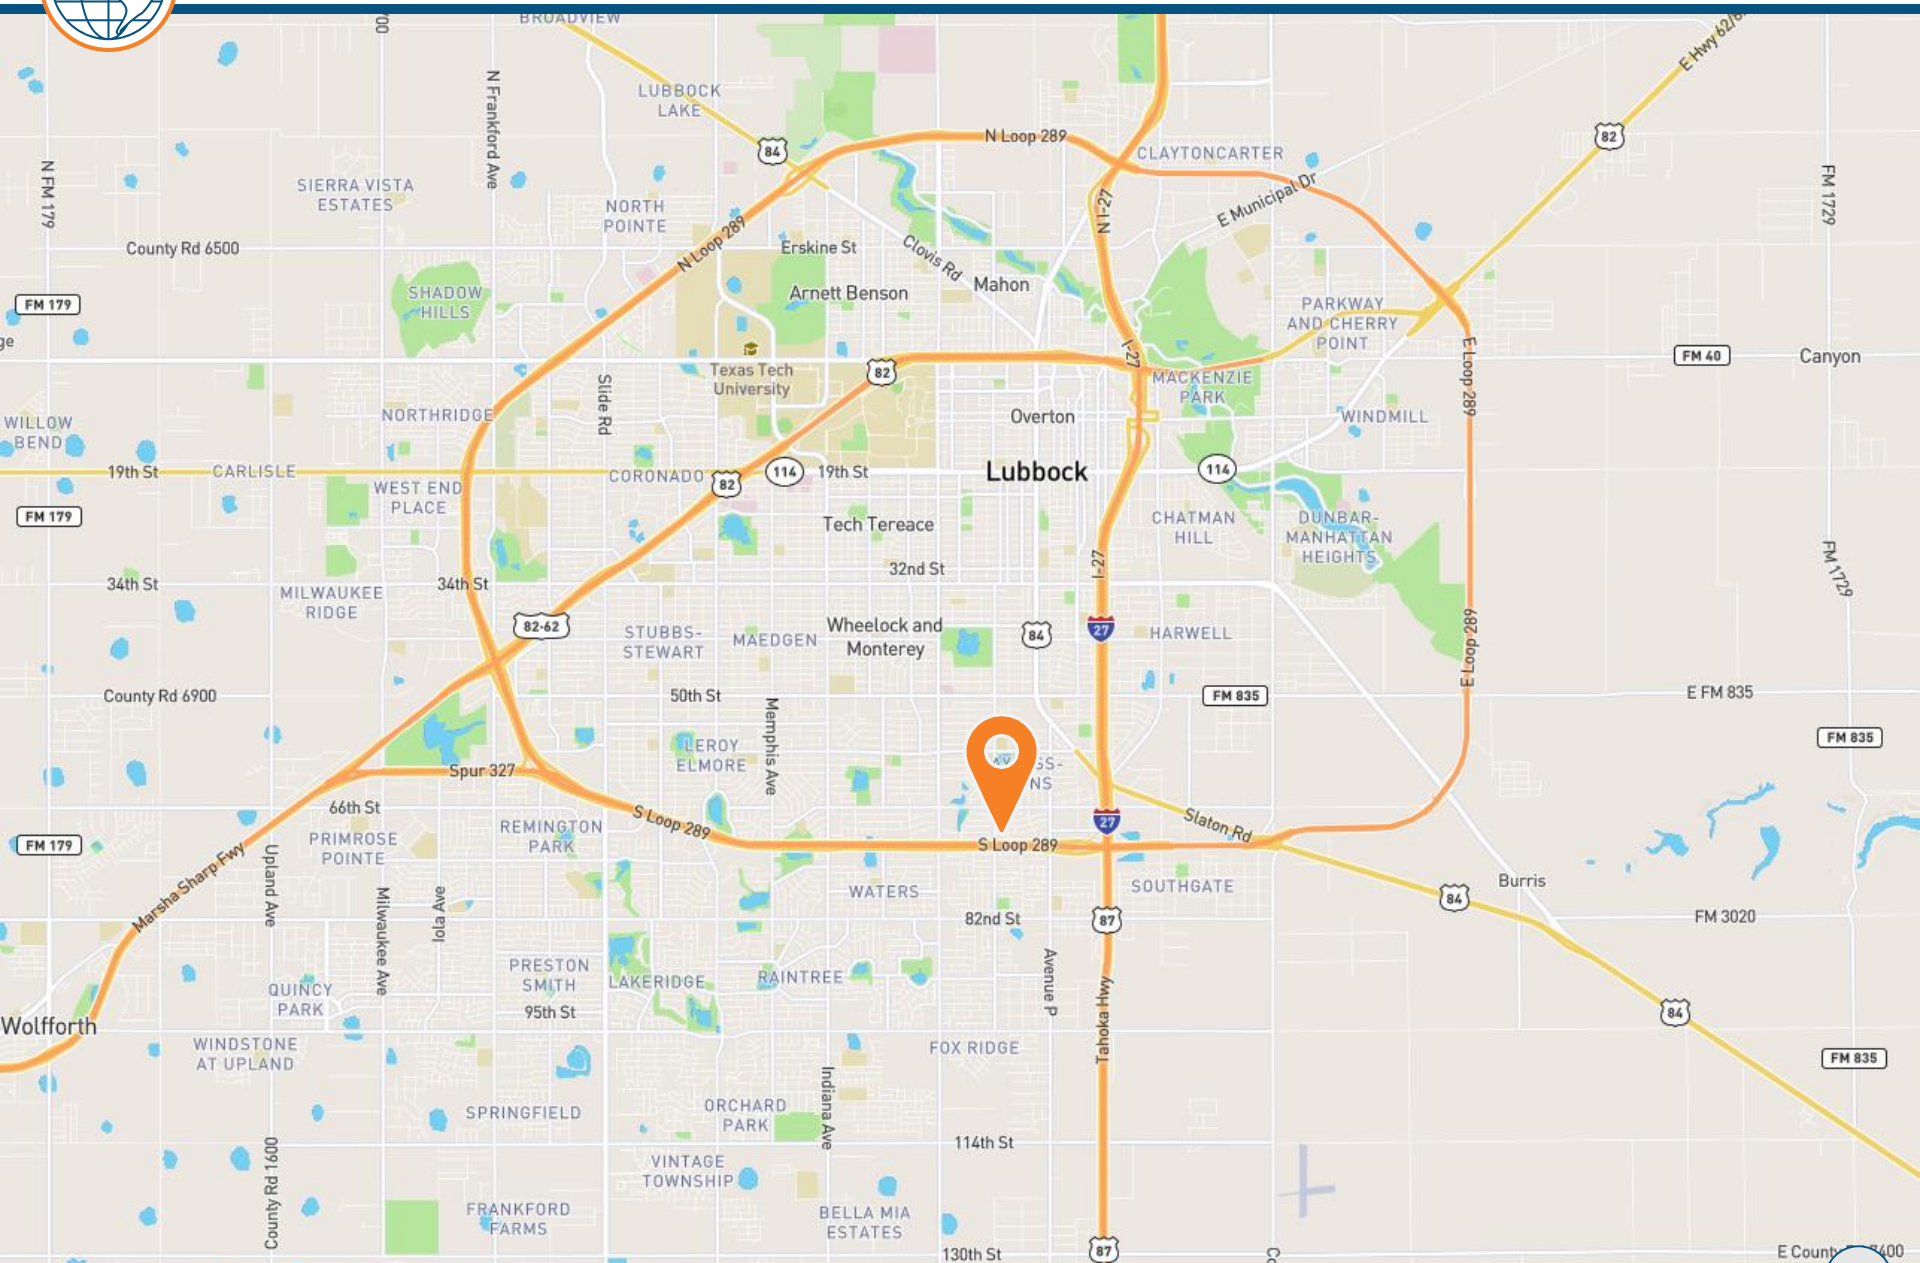 BROADVIEW
E Hwy 62/8
N Frankford Ave
LUBBOCK
LAKE
84
N Loop 289
CLAYTONCARTER
82
N FM 179
FM 1729
SIERRA VISTA
ESTATES
NORTH
POINTE
E Municipal Dr
N I-27
County Rd 6500
N Loop 289
Erskine St
Clovis Rd
Mahon
Arnett Benson
SHADOW
HILLS
FM 179
PARKWAY
AND CHERRY
POINT
I-27
E Loop 289
FM 40
Canyon
Texas Tech
University
82
MACKENZIE
PARK
Slide Rd
NORTHRIDGE
Overton
WINDMILL
WILLOW
BEND
19th St
CARLISLE
CORONADO
82
114
19th St
Lubbock
114
WEST END
PLACE
FM 179
Tech Tereace
CHATMAN
HILL
DUNBAR-
MANHATTAN
HEIGHTS
34th St
34th St
32nd St
I-27
FM 1729
MILWAUKEE
RIDGE
82-62
STUBBS-
STEWART
MAEDGEN
Wheelock and
Monterey
84
27
HARWELL
E Loop 289
County Rd 6900
50th St
Memphis Ave
FM 835
E FM 835
FM 835
LEROY
ELMORE
SS-
NS
Spur 327
66th St
S Loop 289
27
Slaton Rd
FM 179
PRIMROSE
POINTE
REMINGTON
PARK
S Loop 289
Marsha Sharp Fwy
Upland Ave
Milwaukee Ave
Iola Ave
WATERS
SOUTHGATE
Burris
84
82nd St
87
FM 3020
PRESTON
SMITH
LAKERIDGE
RAINTREE
Avenue P
Tahoka Hwy
QUINCY
PARK
95th St
84
Wolfforth
WINDSTONE
AT UPLAND
FOX RIDGE
FM 835
SPRINGFIELD
ORCHARD
PARK
Indiana Ave
114th St
County Rd 1600
VINTAGE
TOWNSHIP
FRANKFORD
FARMS
BELLA MIA
ESTATES
130th St
87
E County
7400